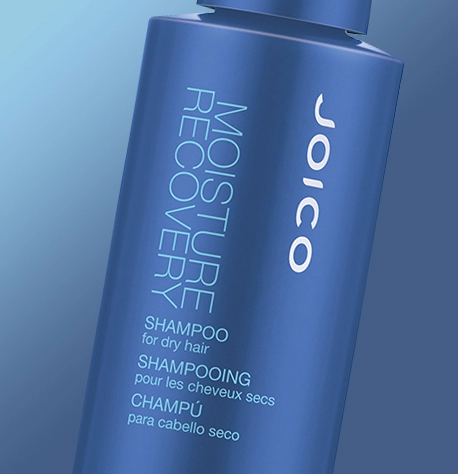 JOICO
MOISTURE
RECOVERY
SHAMPOO
for dry hair
SHAMPOOING
pour les cheveux secs
CHAMPÚ
para cabello seco